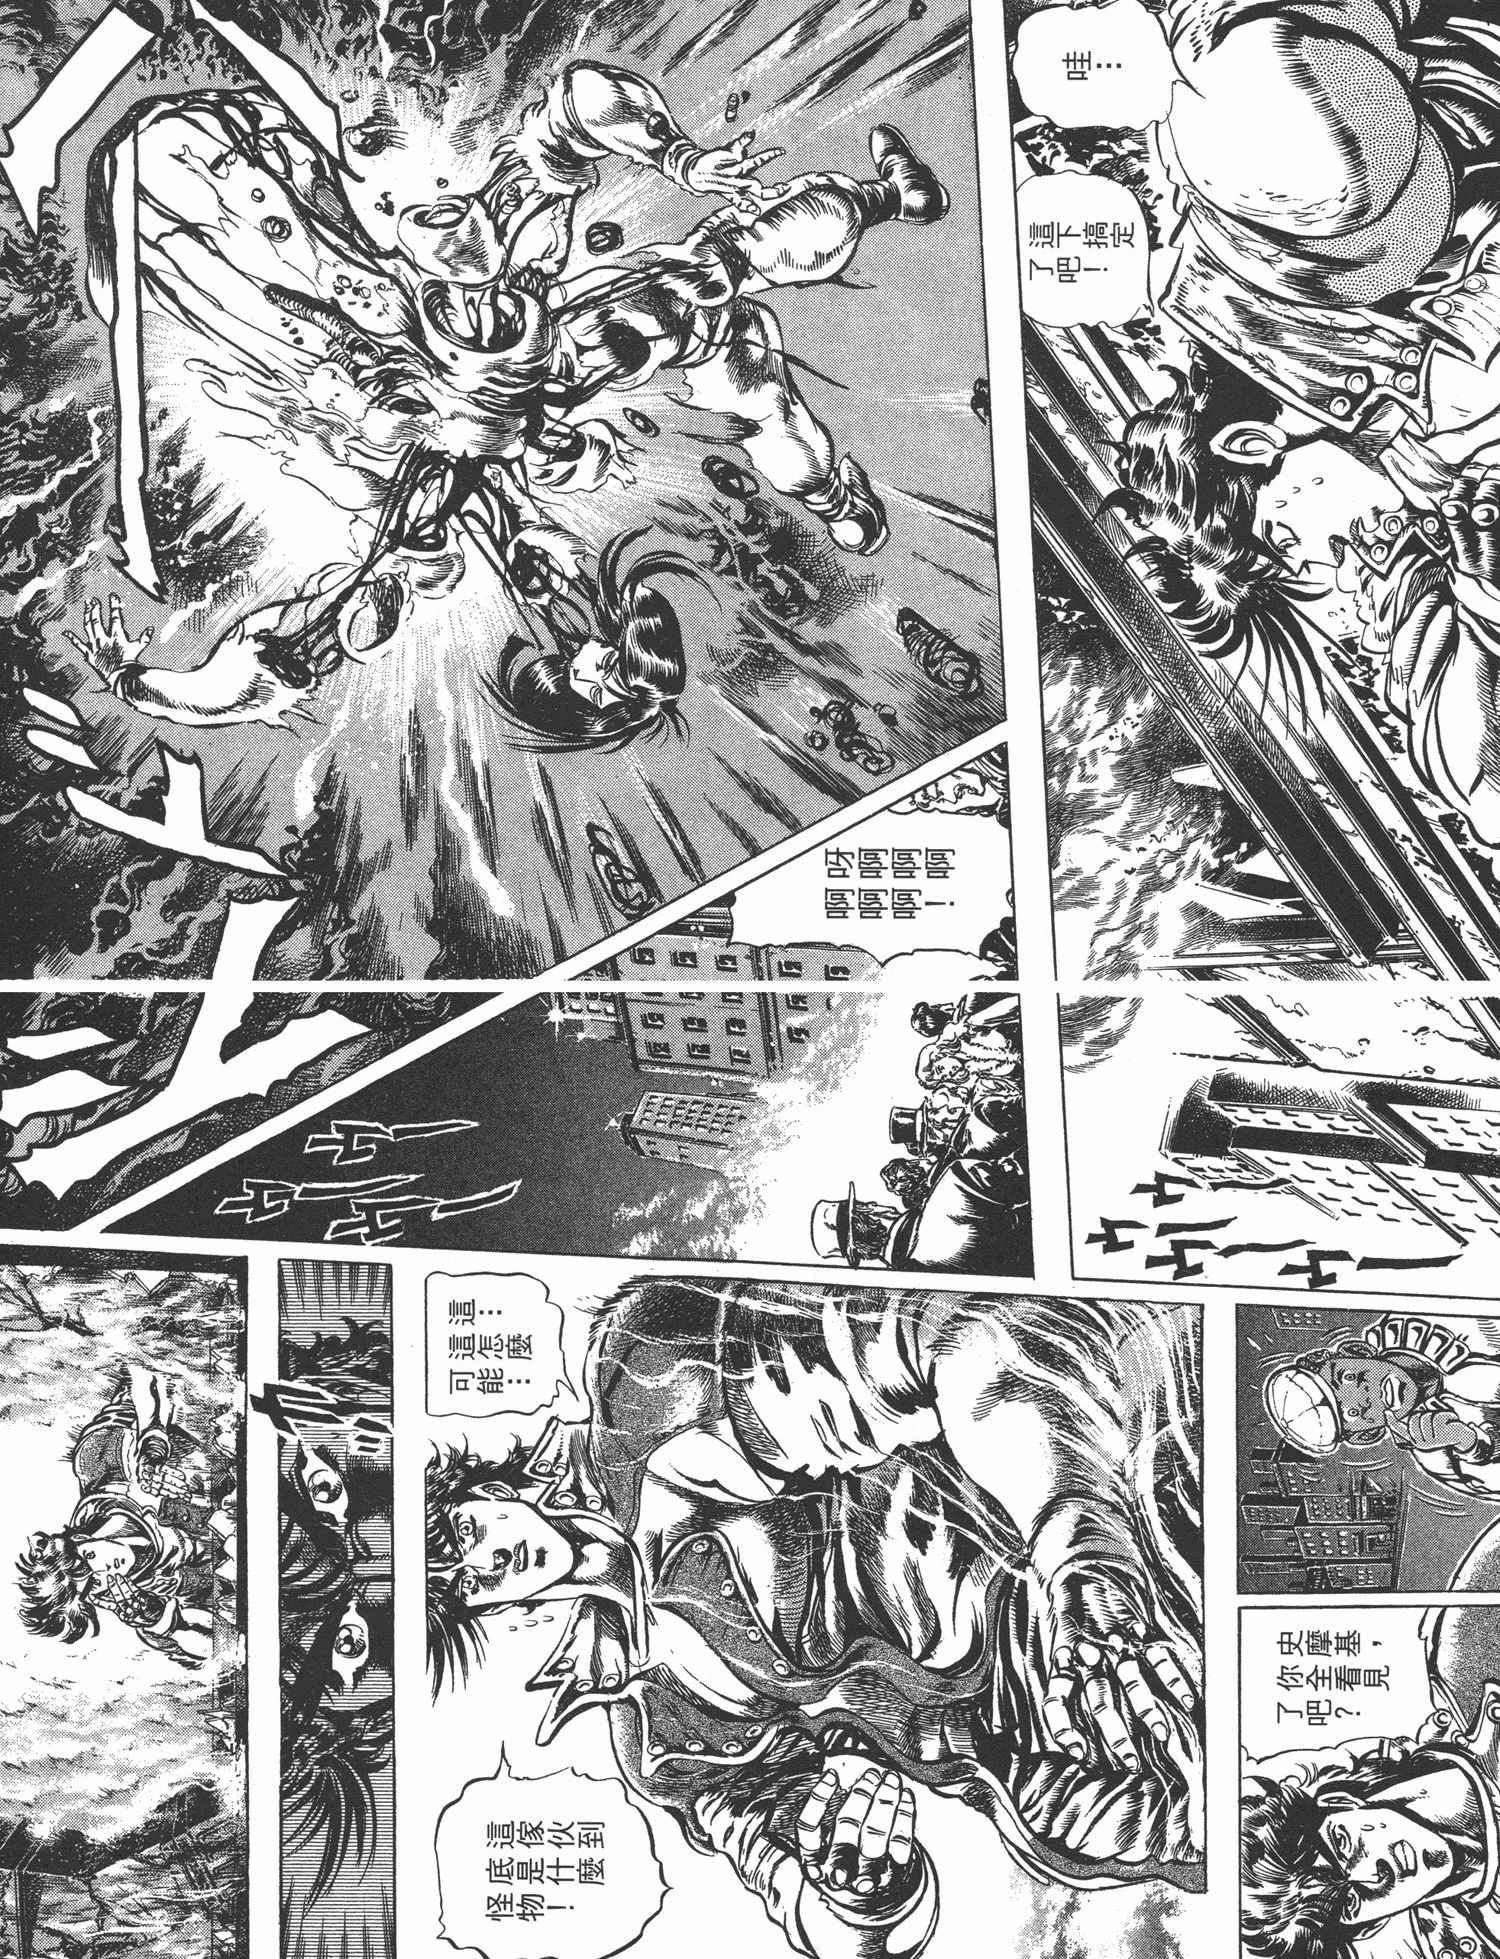 呀啊啊啊
啊啊啊！
哇…
這下搞定
了吧！
這…
這怎麼
可能…
這傢伙到
底是什麼
怪物！
史摩基，
你全看見
了吧？